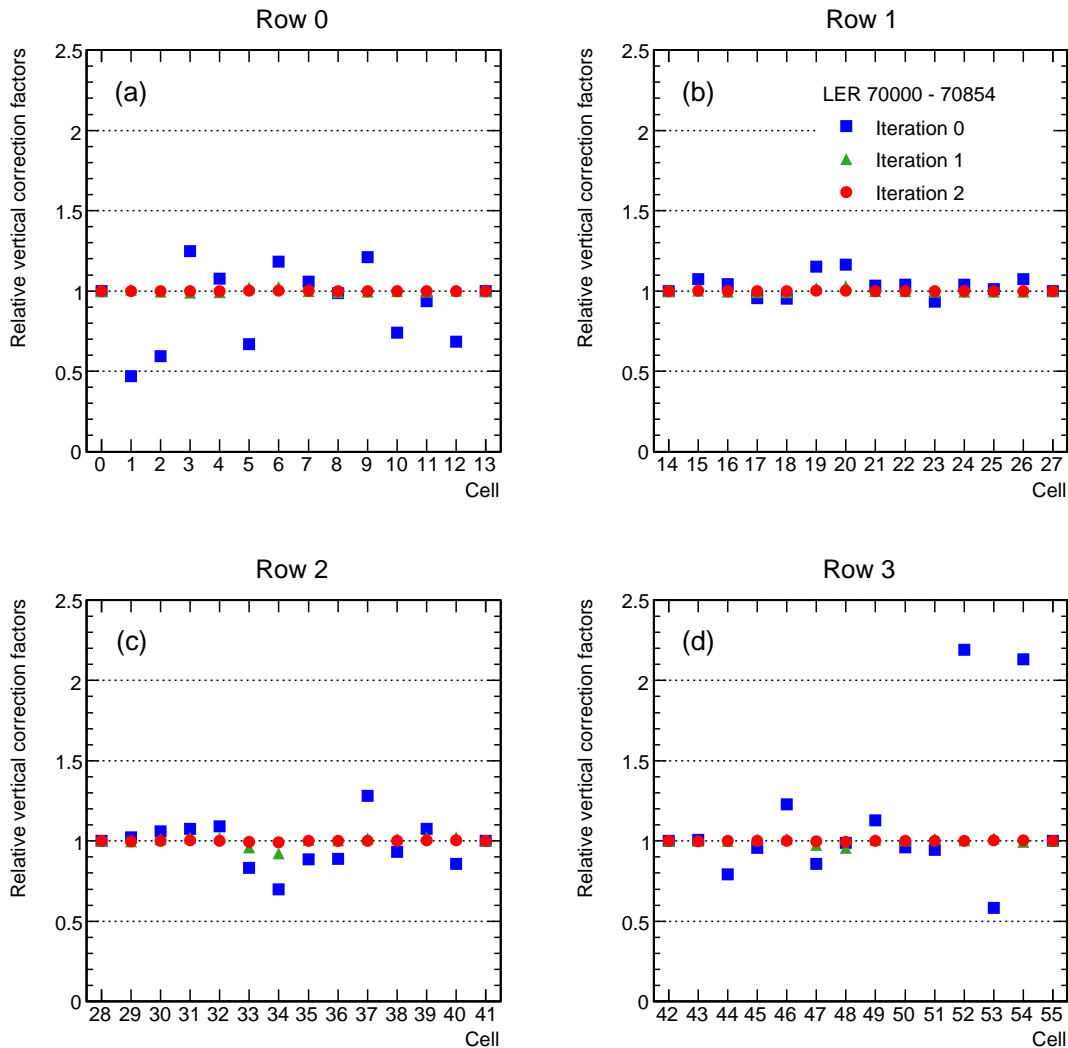 Row 0
Relative vertical correction factors
(a)
2.5
2
1.5
1
0.5
0
0 1 2 3 4 5 6 7 8 9 10 11 12 13
Cell
Row 1
Relative vertical correction factors
(b)
LER 70000 - 70854
Iteration 0
Iteration 1
Iteration 2
2.5
2
1.5
1
0.5
0
14 15 16 17 18 19 20 21 22 23 24 25 26 27
Cell
Row 2
Relative vertical correction factors
(c)
2.5
2
1.5
1
0.5
0
28 29 30 31 32 33 34 35 36 37 38 39 40 41
Cell
Row 3
Relative vertical correction factors
(d)
2.5
2
1.5
1
0.5
0
42 43 44 45 46 47 48 49 50 51 52 53 54 55
Cell